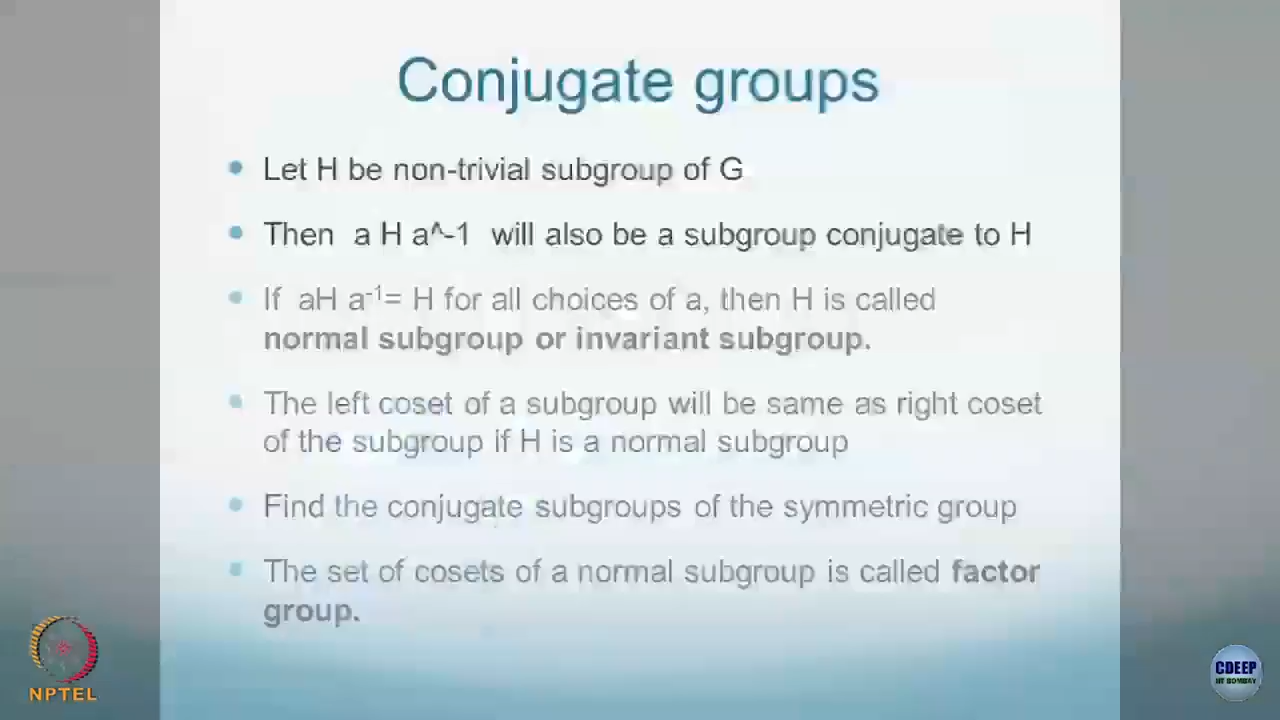 Conjugate groups
• Let H be non-trivial subgroup of G
• Then a H a^-1 will also be a subgroup conjugate to H
• If aH a⁻¹= H for all choices of a, then H is called
normal subgroup or invariant subgroup.
• The left coset of a subgroup will be same as right coset
of the subgroup if H is a normal subgroup
• Find the conjugate subgroups of the symmetric group
• The set of cosets of a normal subgroup is called factor
group.
NPTEL
CDEEP
IIT BOMBAY